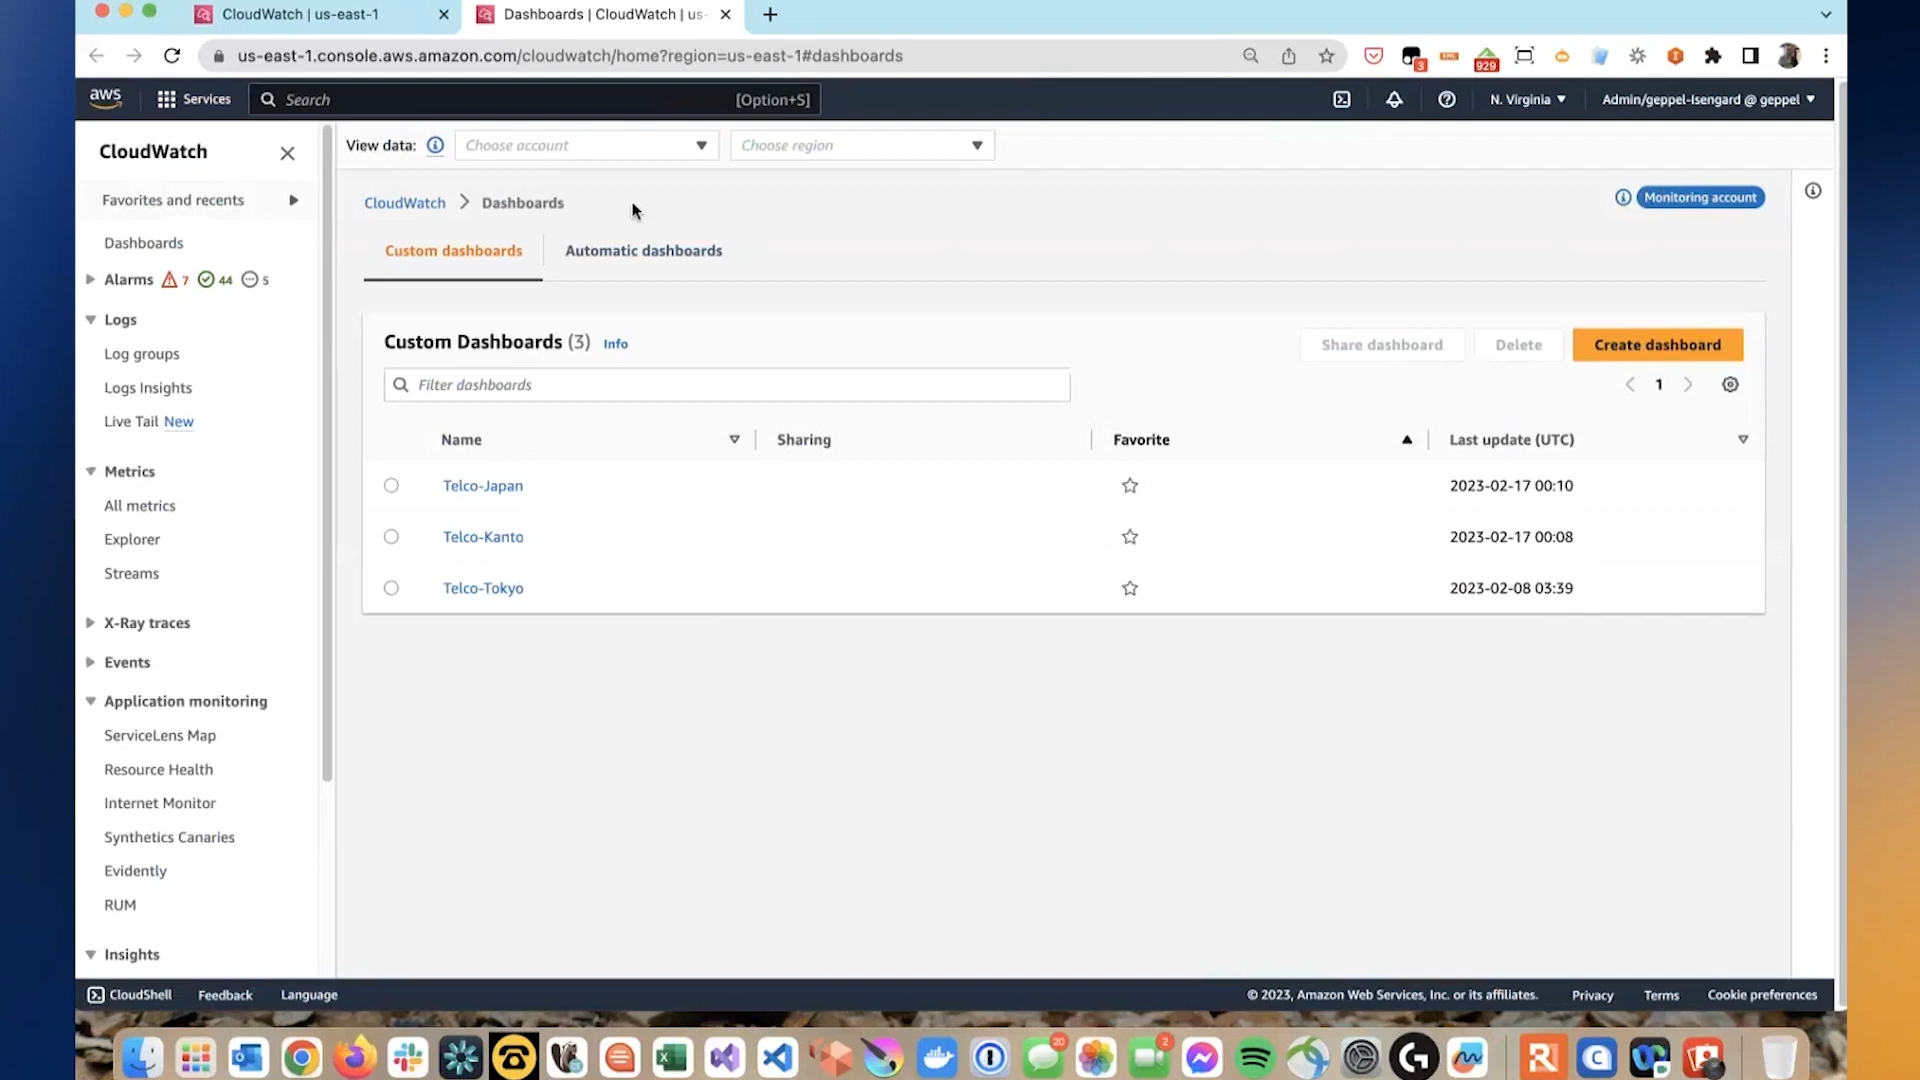 CloudWatch | us-east-1
Dashboards | CloudWatch | us-
us-east-1.console.aws.amazon.com/cloudwatch/home?region=us-east-1#dashboards
3
929
aws
Services
Search
[Option+S]
N. Virginia
Admin/geppel-Isengard @ geppel
CloudWatch
View data:
Choose account
Choose region
Favorites and recents
CloudWatch
Dashboards
Monitoring account
Dashboards
Custom dashboards
Automatic dashboards
Alarms 7 44 5
Logs
Custom Dashboards (3) Info
Share dashboard
Delete
Create dashboard
Log groups
Filter dashboards
1
Logs Insights
Live Tail New
Name
Sharing
Favorite
Last update (UTC)
Metrics
All metrics
Telco-Japan
2023-02-17 00:10
Explorer
Telco-Kanto
2023-02-17 00:08
Streams
Telco-Tokyo
2023-02-08 03:39
X-Ray traces
Events
Application monitoring
ServiceLens Map
Resource Health
Internet Monitor
Synthetics Canaries
Evidently
RUM
Insights
CloudShell
Feedback
Language
© 2023, Amazon Web Services, Inc. or its affiliates.
Privacy
Terms
Cookie preferences
20
2